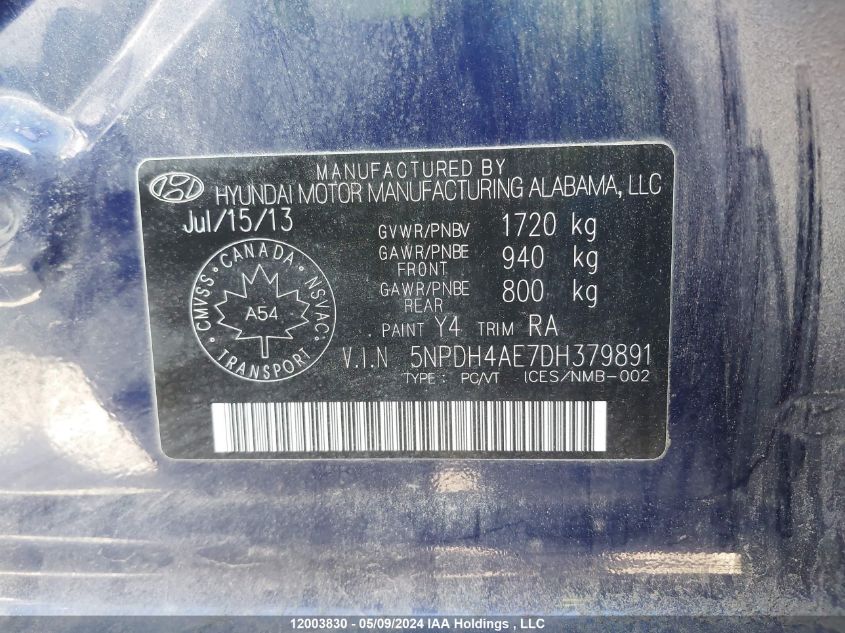 MANUFACTURED BY
HYUNDAI MOTOR MANUFACTURING ALABAMA, LLC
Jul/15/13
GVWR/PNBV 1720 kg
GAWR/PNBE FRONT 940 kg
GAWR/PNBE REAR 800 kg
CMVSS · CANADA · NSVAC
A54
TRANSPORT
PAINT Y4 TRIM RA
V.I.N 5NPDH4AE7DH379891
TYPE : PC/VT ICES/NMB-002
12003830 - 05/09/2024 IAA Holdings , LLC